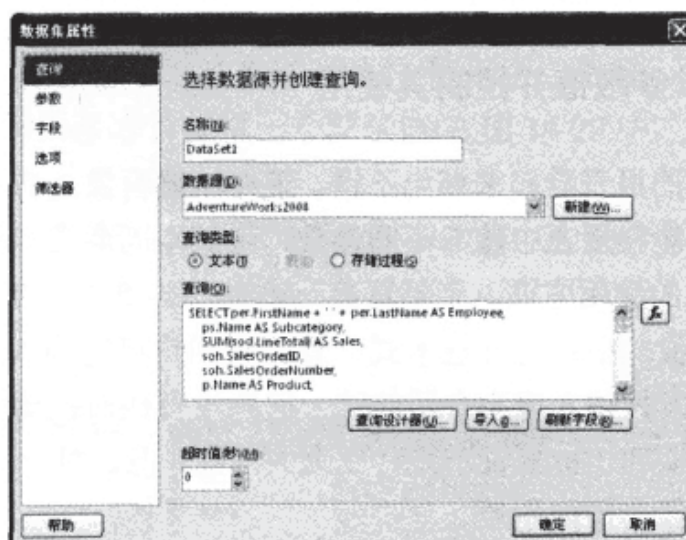 数据集属性
查询
参数
字段
选项
筛选器
选择数据源并创建查询。
名称(N):
DataSet1
数据源(D):
AdventureWorks2008
新建(W)...
查询类型:
文本(T) 表(B) 存储过程(S)
查询(Q):
SELECT per.FirstName + ' ' + per.LastName AS Employee,
ps.Name AS Subcategory,
SUM(sod.LineTotal) AS Sales,
soh.SalesOrderID,
soh.SalesOrderNumber,
p.Name AS Product,
fx
查询设计器(U)... 导入(I)... 刷新字段(R)...
超时值(秒)(M):
0
帮助 确定 取消